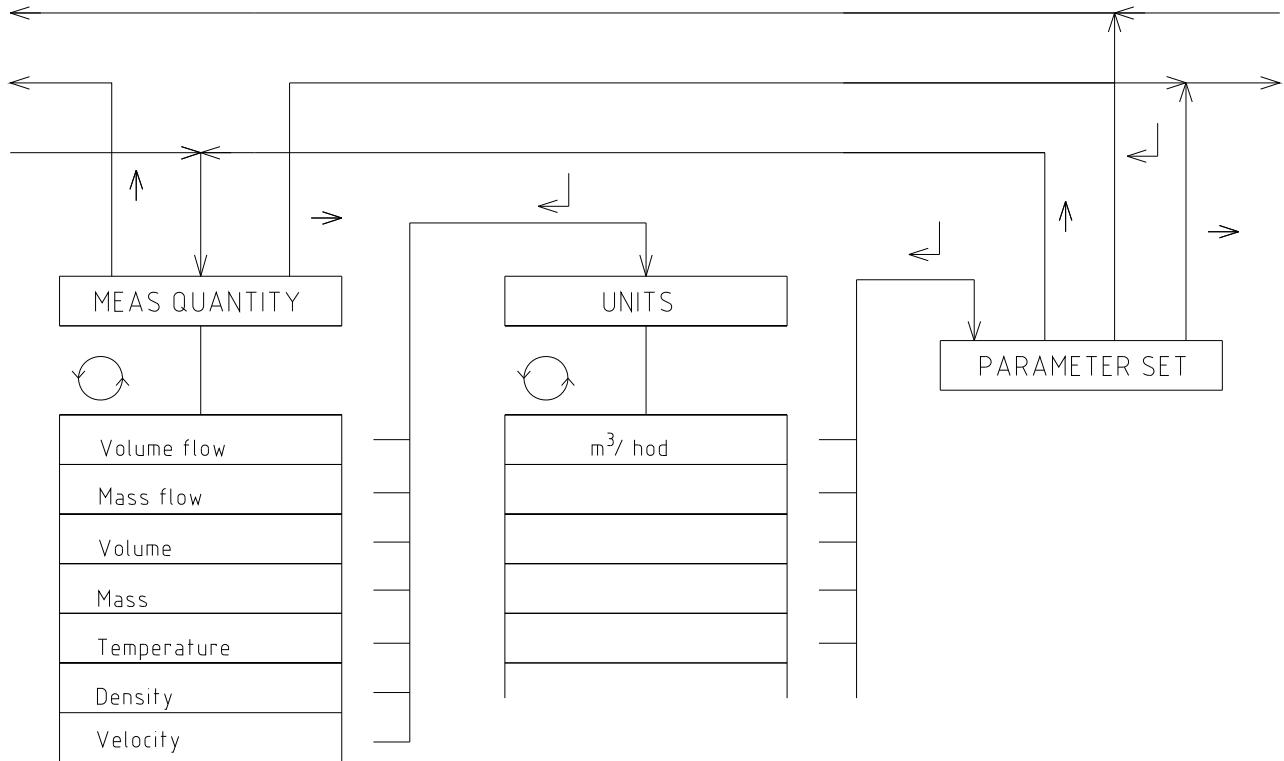 MEAS QUANTITY
UNITS
PARAMETER SET
Volume flow
m³/ hod
Mass flow
Volume
Mass
Temperature
Density
Velocity